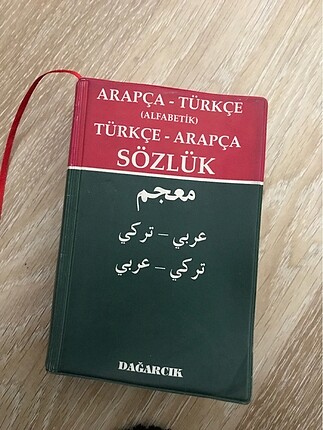 ARAPÇA - TÜRKÇE
(ALFABETİK)
TÜRKÇE - ARAPÇA
SÖZLÜK
معجم
عربي – تركي
تركي – عربي
DAĞARCIK